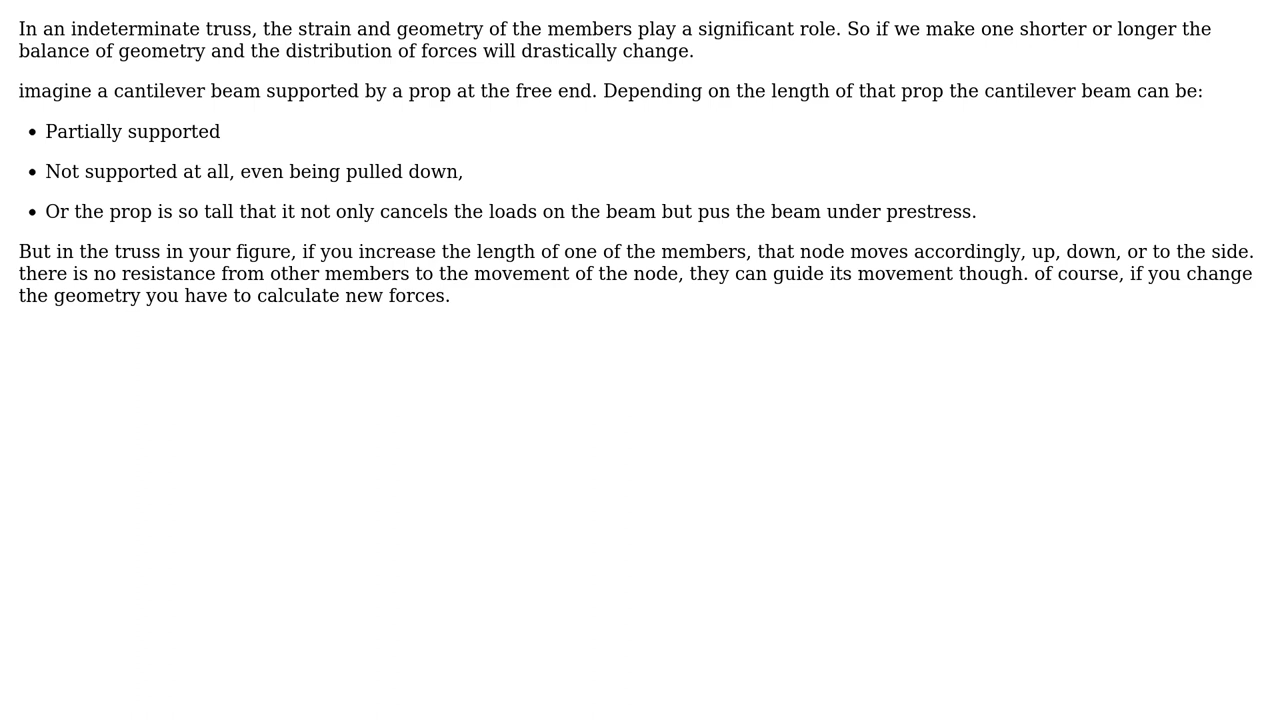 In an indeterminate truss, the strain and geometry of the members play a significant role. So if we make one shorter or longer the
balance of geometry and the distribution of forces will drastically change.
imagine a cantilever beam supported by a prop at the free end. Depending on the length of that prop the cantilever beam can be:
• Partially supported
• Not supported at all, even being pulled down,
• Or the prop is so tall that it not only cancels the loads on the beam but pus the beam under prestress.
But in the truss in your figure, if you increase the length of one of the members, that node moves accordingly, up, down, or to the side.
there is no resistance from other members to the movement of the node, they can guide its movement though. of course, if you change
the geometry you have to calculate new forces.